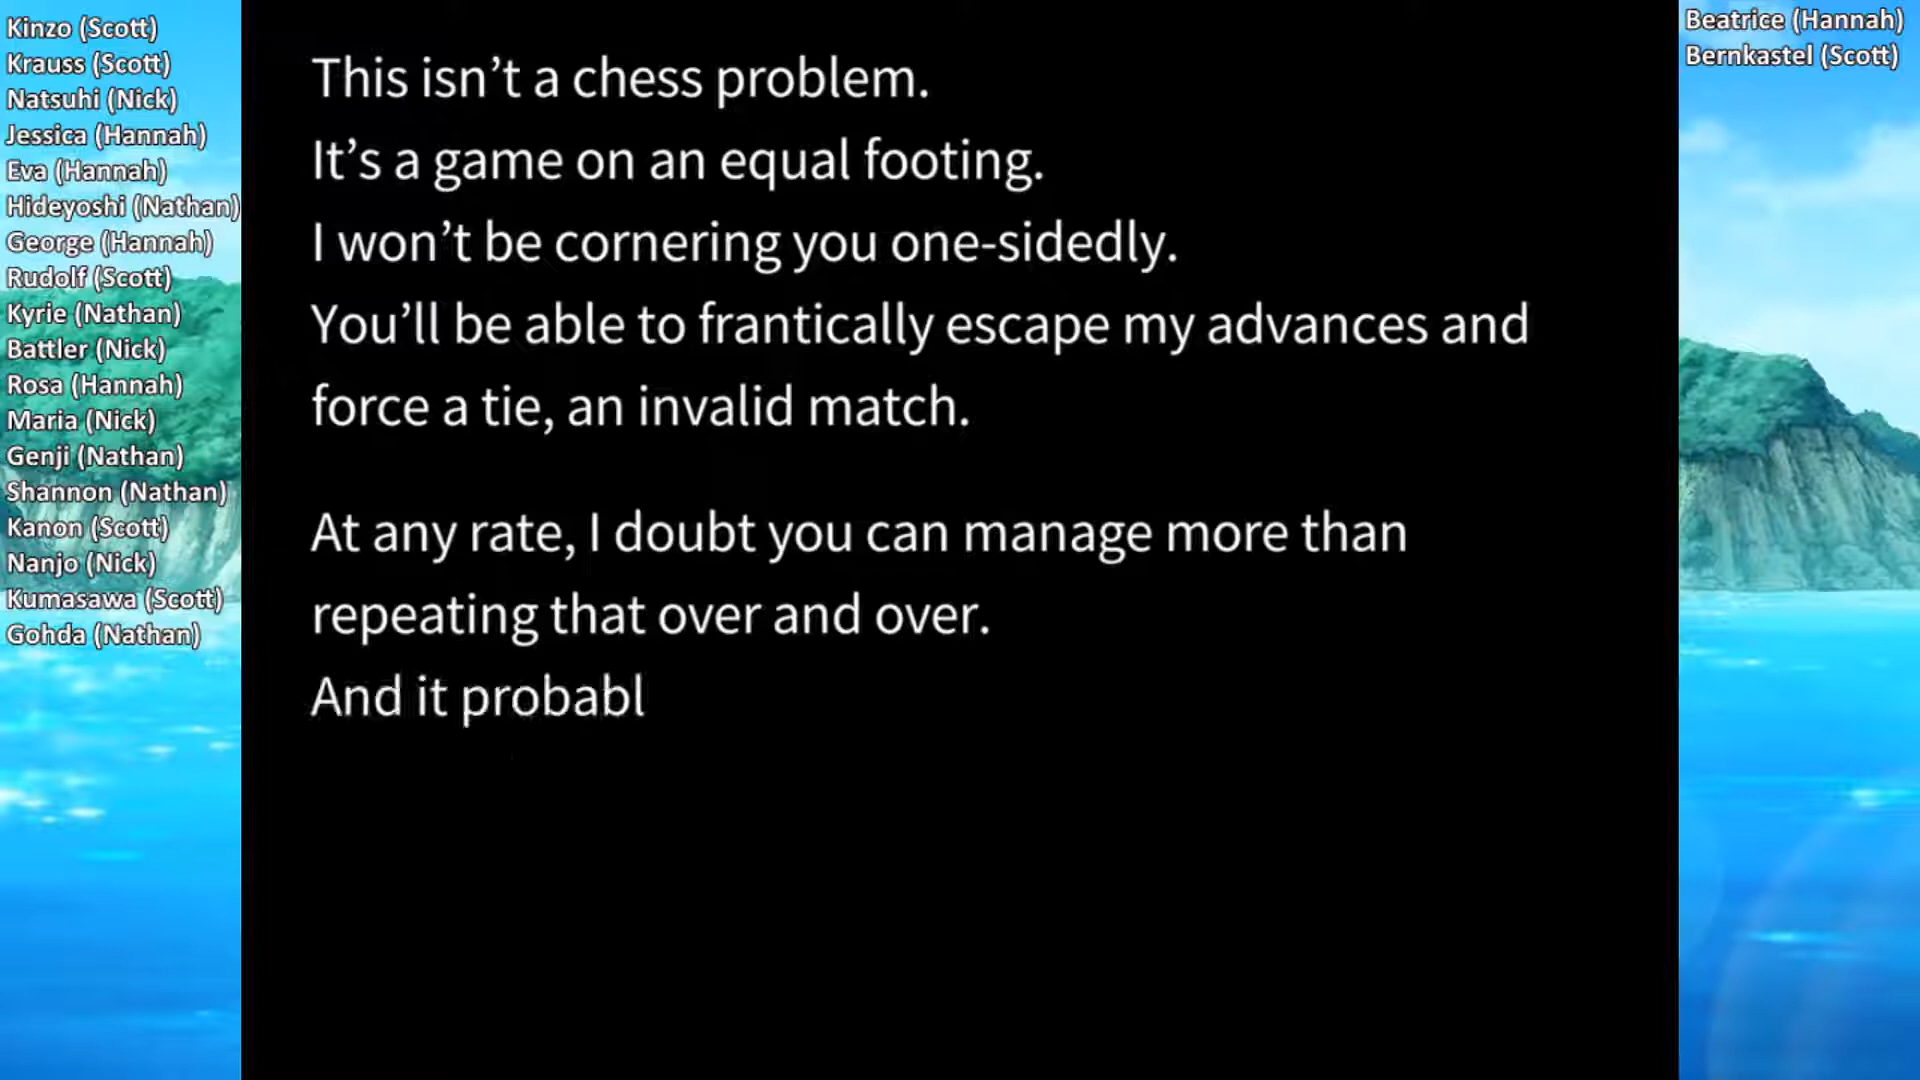 Kinzo (Scott)
Krauss (Scott)
Natsuhi (Nick)
Jessica (Hannah)
Eva (Hannah)
Hideyoshi (Nathan)
George (Hannah)
Rudolf (Scott)
Kyrie (Nathan)
Battler (Nick)
Rosa (Hannah)
Maria (Nick)
Genji (Nathan)
Shannon (Nathan)
Kanon (Scott)
Nanjo (Nick)
Kumasawa (Scott)
Gohda (Nathan)
This isn’t a chess problem.
It’s a game on an equal footing.
I won’t be cornering you one-sidedly.
You’ll be able to frantically escape my advances and
force a tie, an invalid match.
At any rate, I doubt you can manage more than
repeating that over and over.
And it probabl
Beatrice (Hannah)
Bernkastel (Scott)